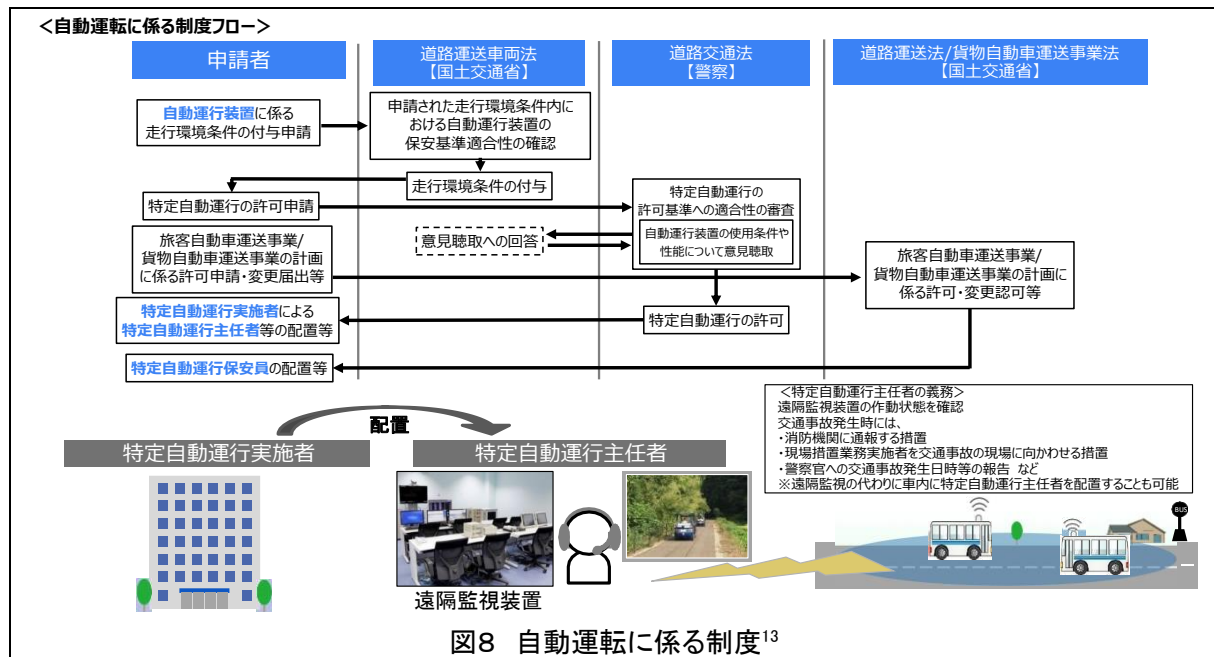 ＜自動運転に係る制度フロー＞
申請者
道路運送車両法
【国土交通省】
道路交通法
【警察】
道路運送法/貨物自動車運送事業法
【国土交通省】
自動運行装置に係る
走行環境条件の付与申請
申請された走行環境条件内に
おける自動運行装置の
保安基準適合性の確認
走行環境条件の付与
特定自動運行の許可申請
特定自動運行の
許可基準への適合性の審査
自動運行装置の使用条件や
性能について意見聴取
意見聴取への回答
旅客自動車運送事業/
貨物自動車運送事業の計画
に係る許可申請・変更届出等
旅客自動車運送事業/
貨物自動車運送事業の計画に
係る許可・変更認可等
特定自動運行の許可
特定自動運行実施者による
特定自動運行主任者等の配置等
特定自動運行保安員の配置等
配置
特定自動運行実施者
特定自動運行主任者
＜特定自動運行主任者の義務＞
遠隔監視装置の作動状態を確認
交通事故発生時には、
・消防機関に通報する措置
・現場措置業務実施者を交通事故の現場に向かわせる措置
・警察官への交通事故発生日時等の報告 など
※遠隔監視の代わりに車内に特定自動運行主任者を配置することも可能
BUS
遠隔監視装置
図8 自動運転に係る制度13